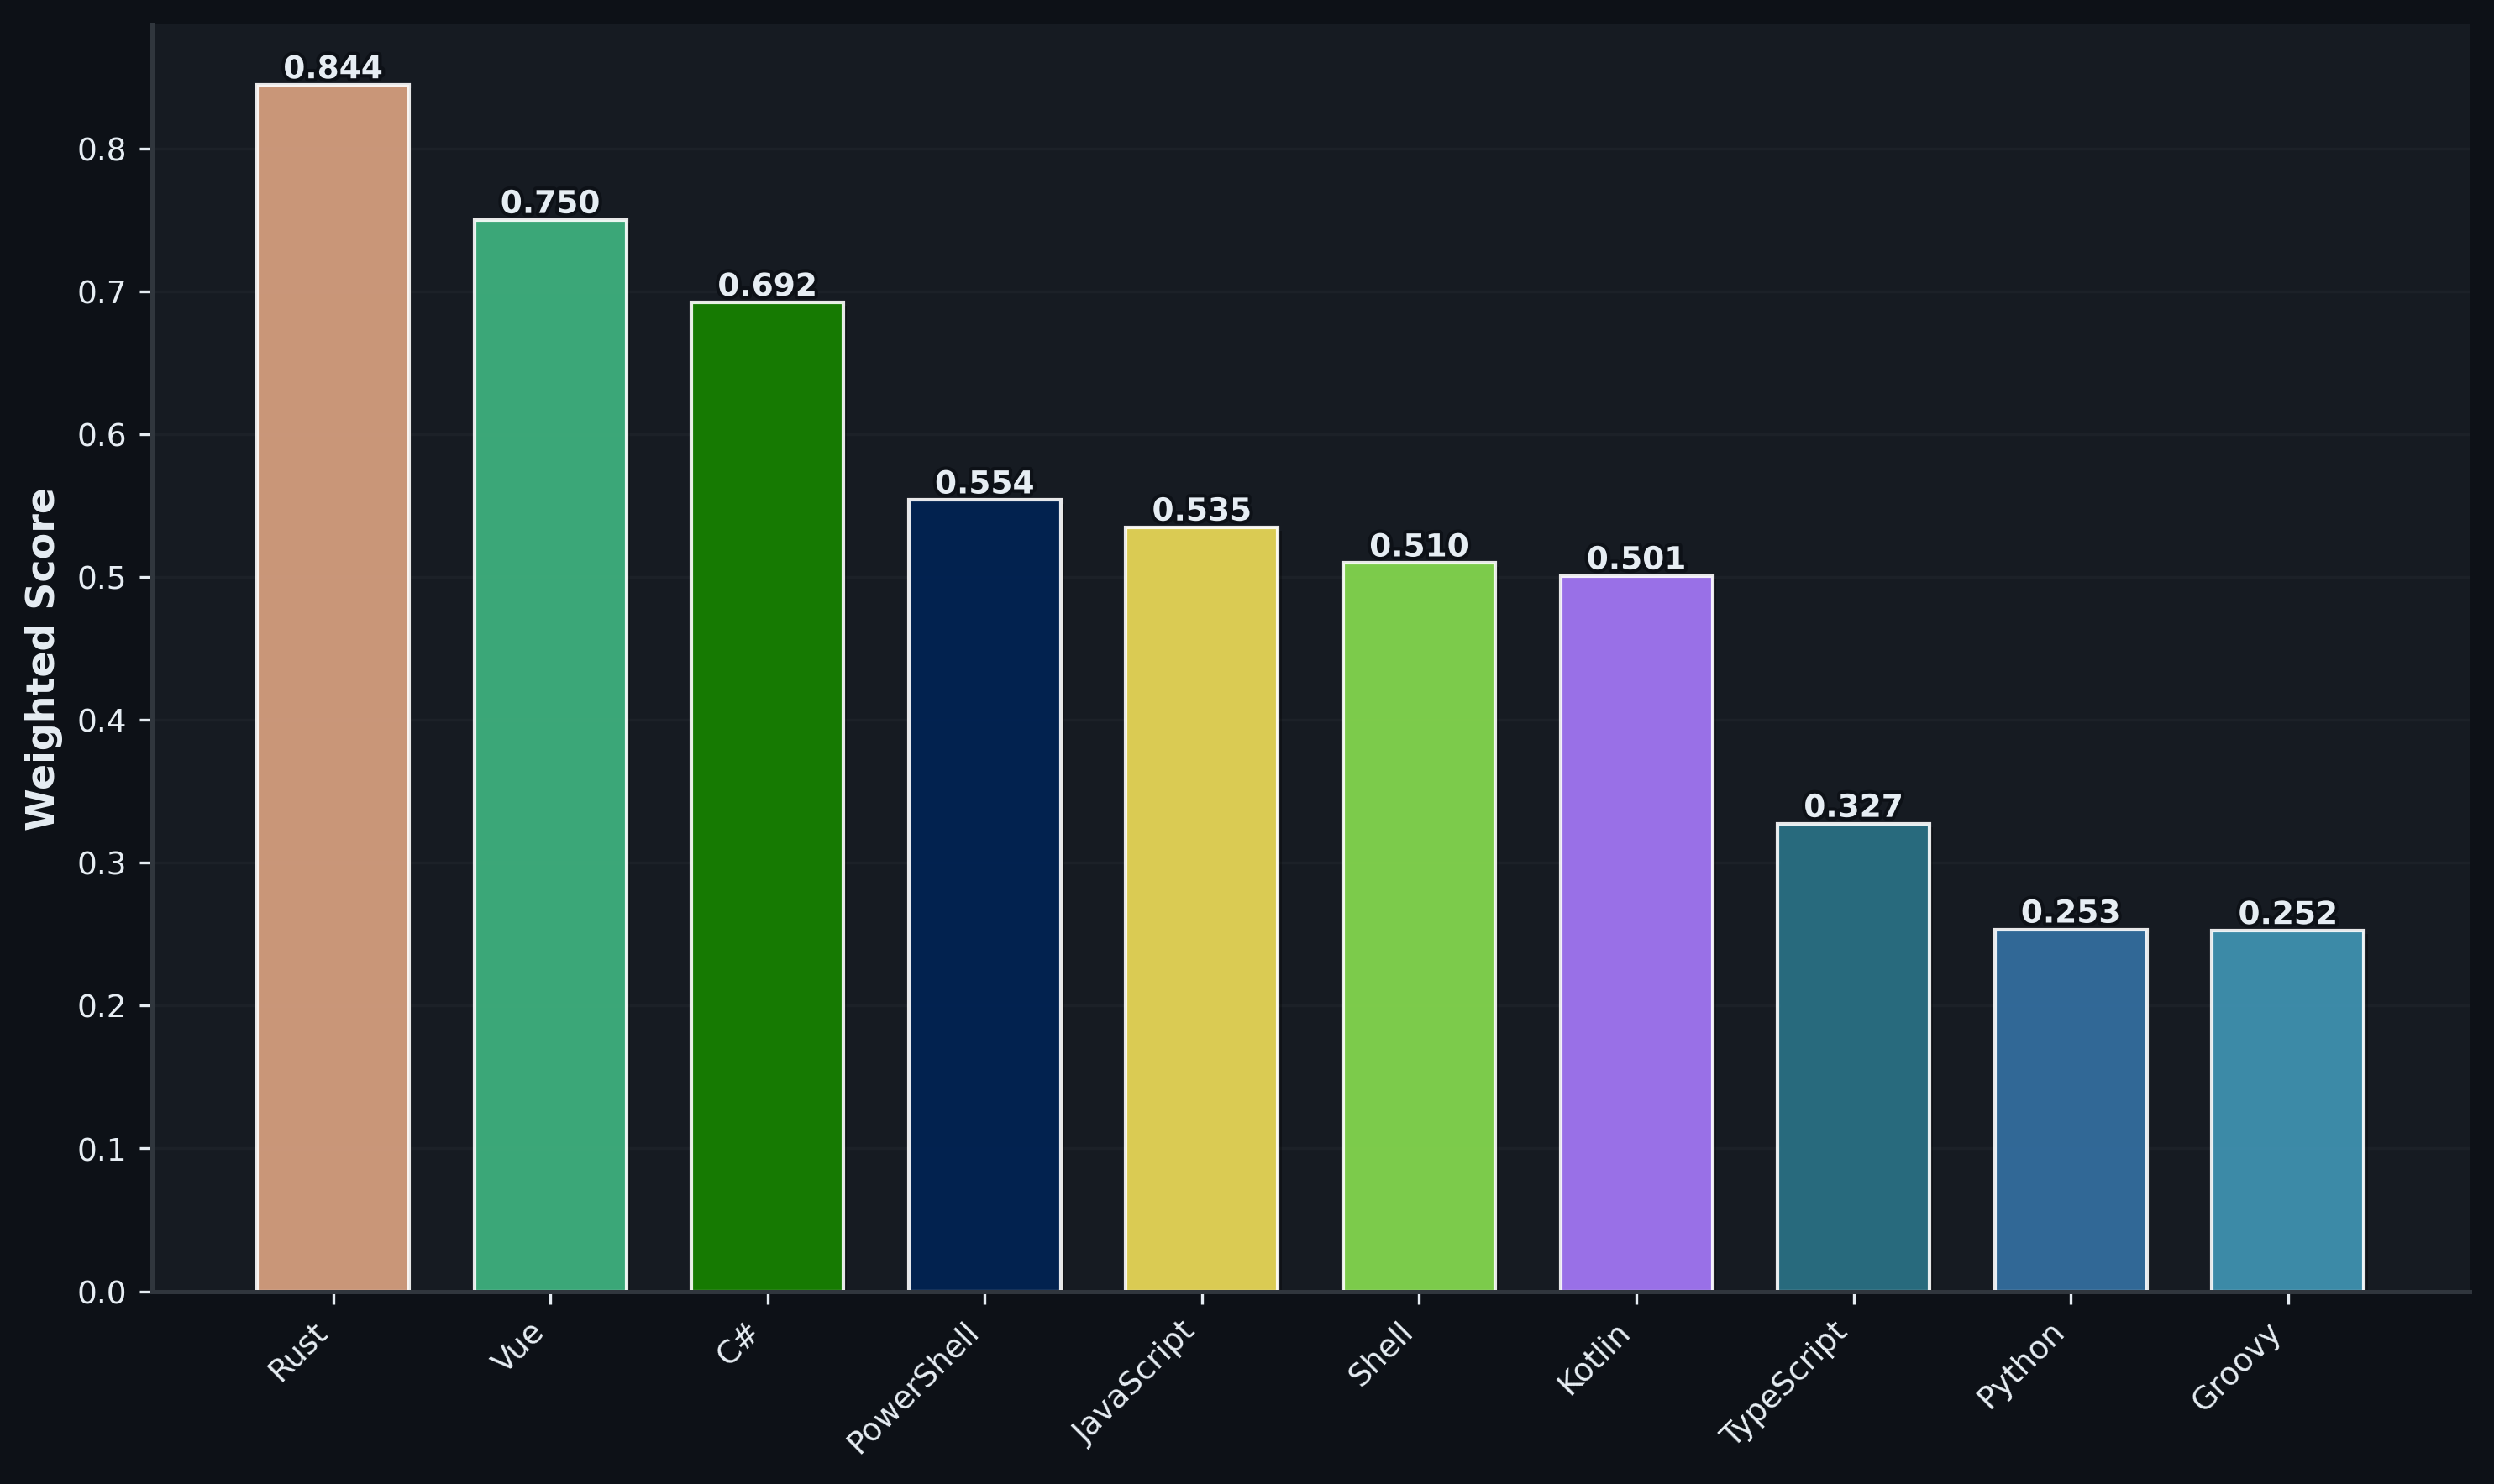 Weighted Score
0.8
0.7
0.6
0.5
0.4
0.3
0.2
0.1
0.0
0.844
0.750
0.692
0.554
0.535
0.510
0.501
0.327
0.253
0.252
Rust
Vue
C#
PowerShell
JavaScript
Shell
Kotlin
TypeScript
Python
Groovy